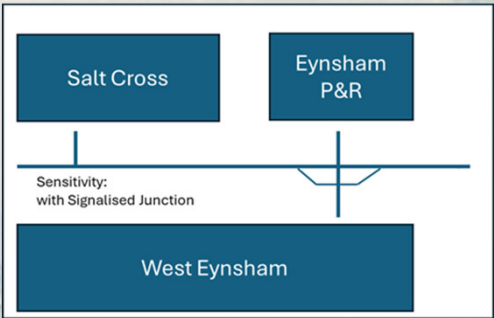 Salt Cross
Eynsham
P&R
Sensitivity:
with Signalised Junction
West Eynsham